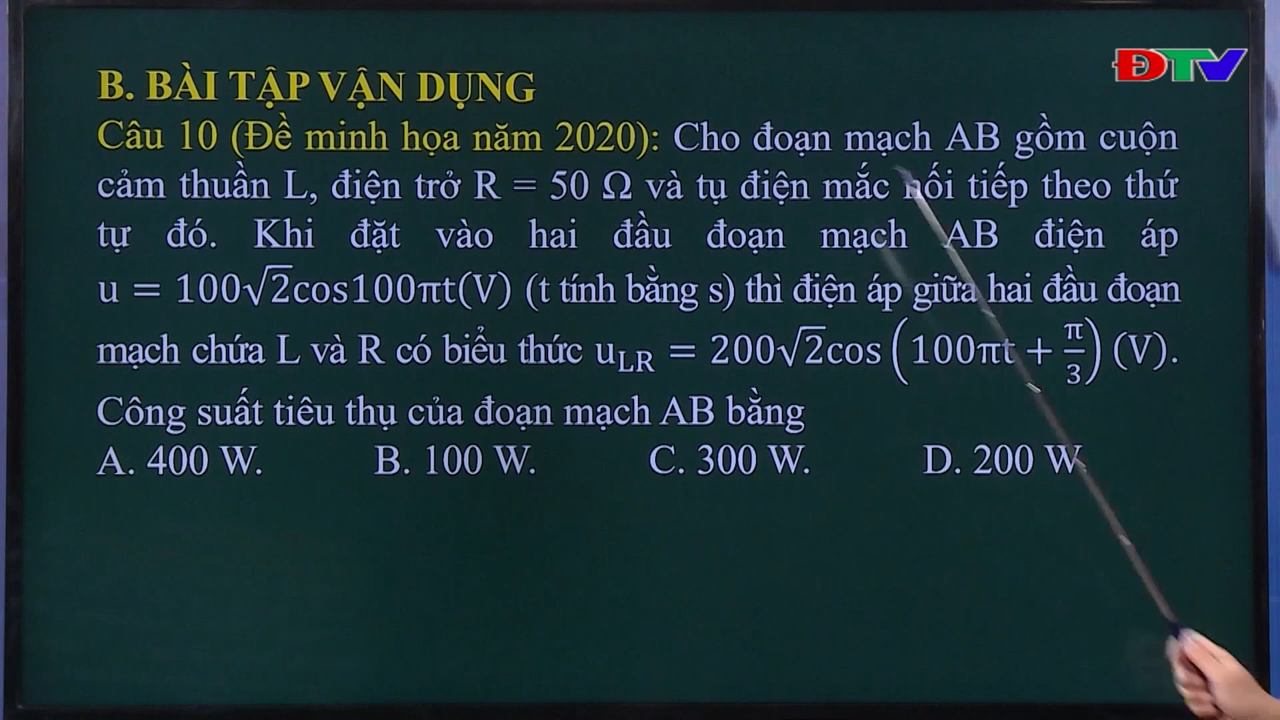 ĐTV
B. BÀI TẬP VẬN DỤNG
Câu 10 (Đề minh họa năm 2020): Cho đoạn mạch AB gồm cuộn
cảm thuần L, điện trở R = 50 Ω và tụ điện mắc nối tiếp theo thứ
tự đó. Khi đặt vào hai đầu đoạn mạch AB điện áp
u = 100√2cos100πt(V) (t tính bằng s) thì điện áp giữa hai đầu đoạn
mạch chứa L và R có biểu thức u_LR = 200√2cos(100πt + π/3) (V).
Công suất tiêu thụ của đoạn mạch AB bằng
A. 400 W. B. 100 W. C. 300 W. D. 200 W